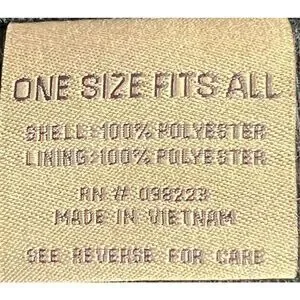 ONE SIZE FITS ALL
SHELL:100% POLYESTER
LINING:100% POLYESTER
RN # 098223
MADE IN VIETNAM
SEE REVERSE FOR CARE